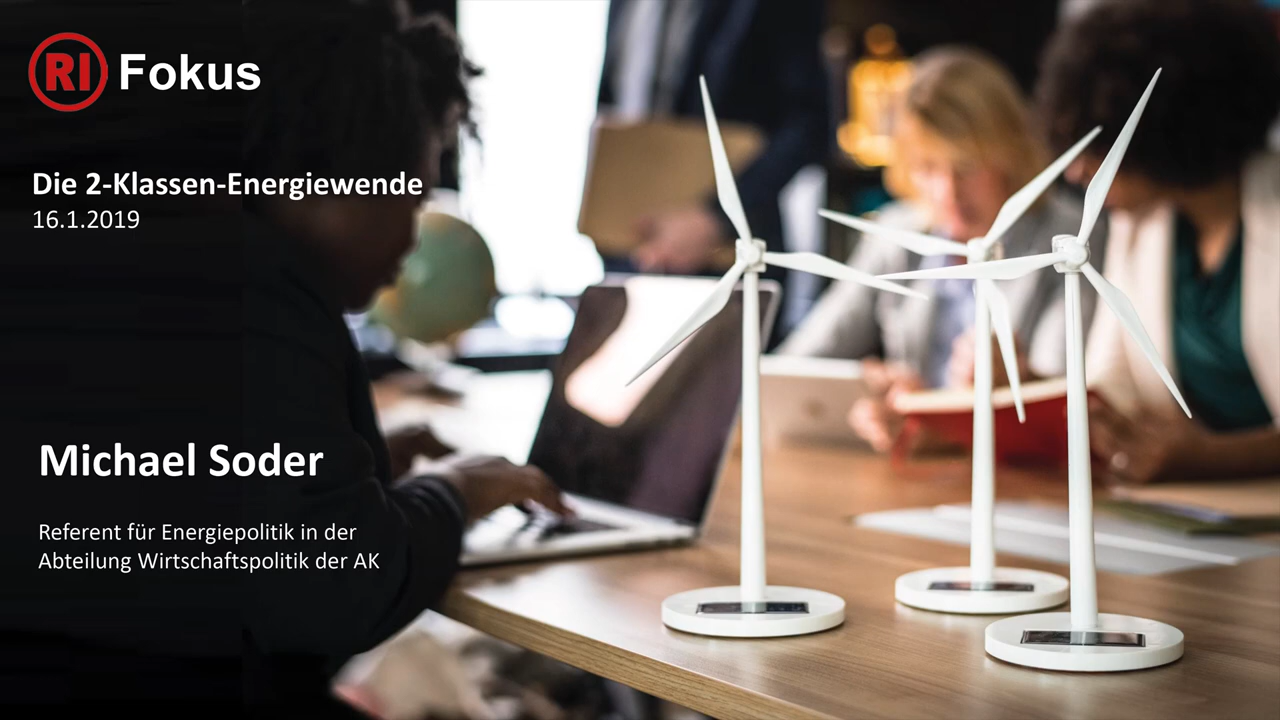 RI Fokus
Die 2-Klassen-Energiewende
16.1.2019
Michael Soder
Referent für Energiepolitik in der
Abteilung Wirtschaftspolitik der AK